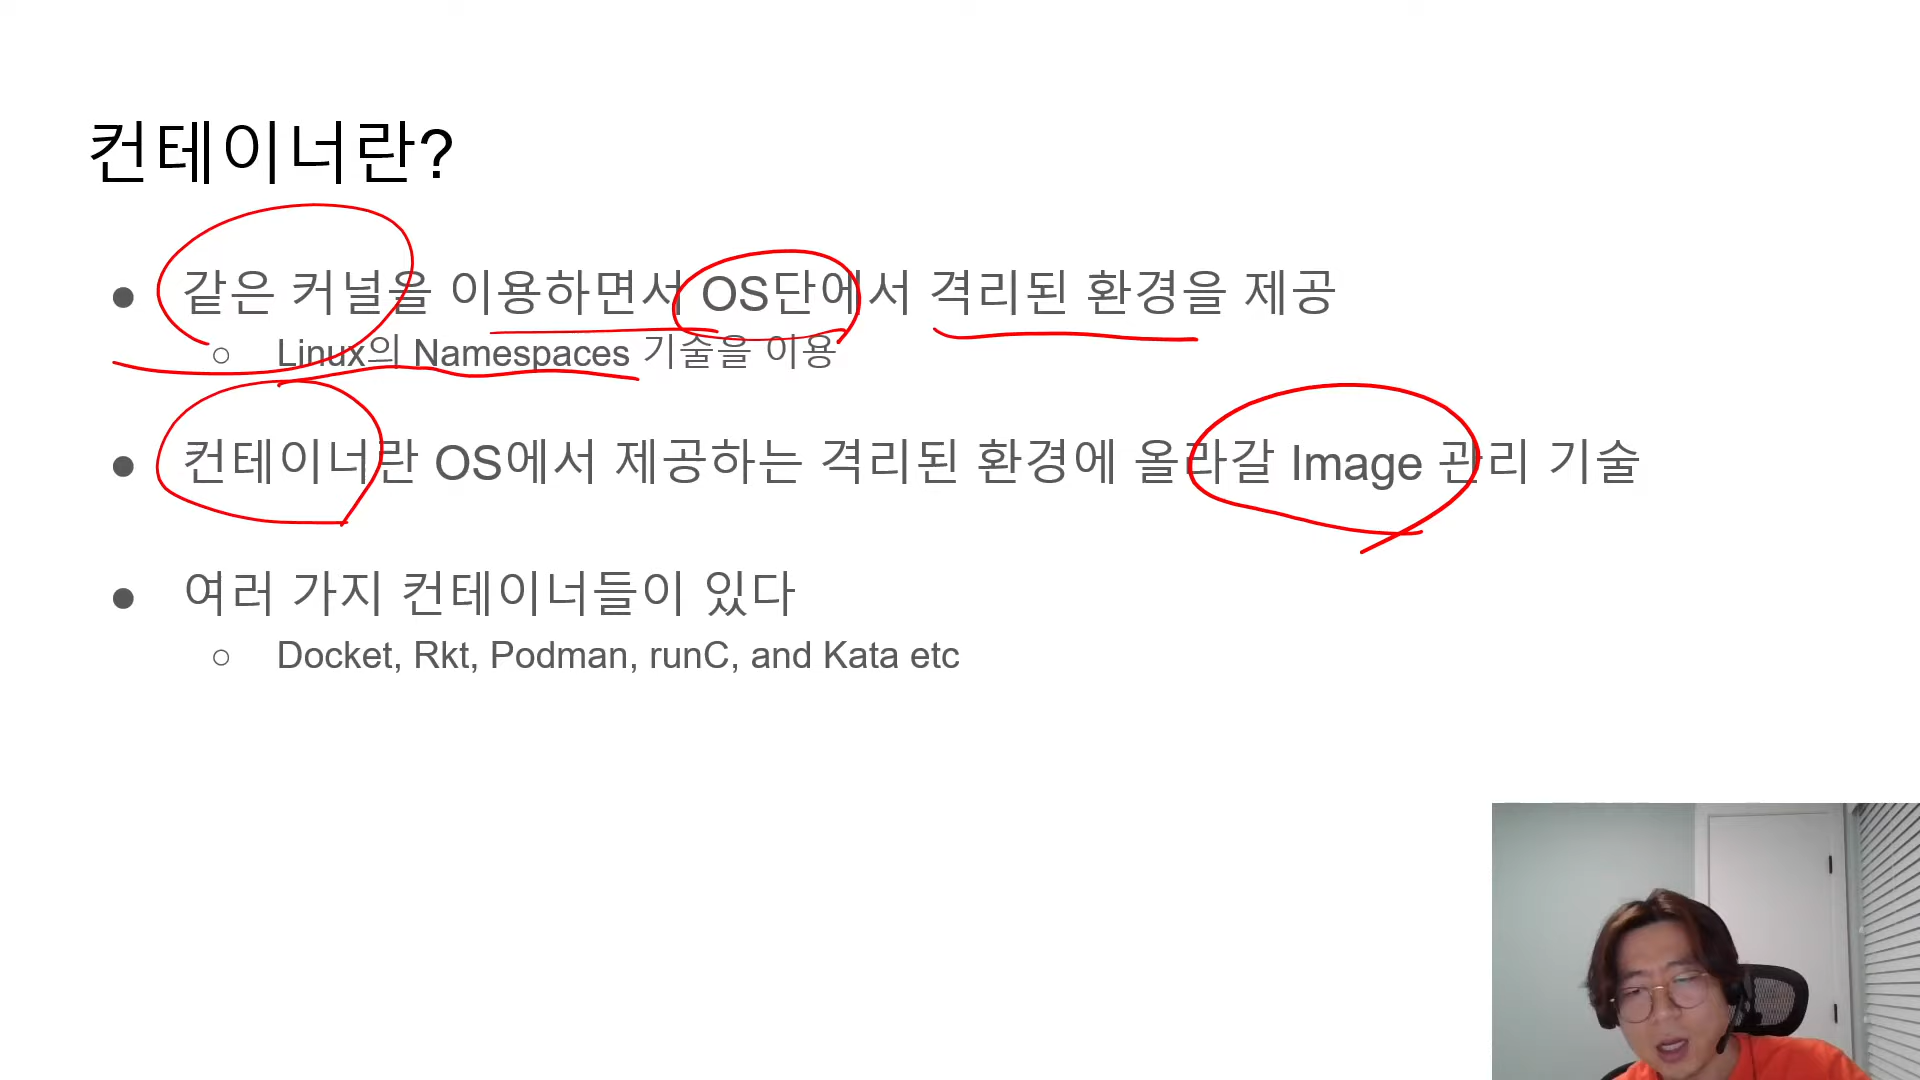 컨테이너란?
● 같은 커널을 이용하면서 OS단에서 격리된 환경을 제공
○ Linux의 Namespaces 기술을 이용
● 컨테이너란 OS에서 제공하는 격리된 환경에 올라갈 Image 관리 기술
● 여러 가지 컨테이너들이 있다
○ Docket, Rkt, Podman, runC, and Kata etc